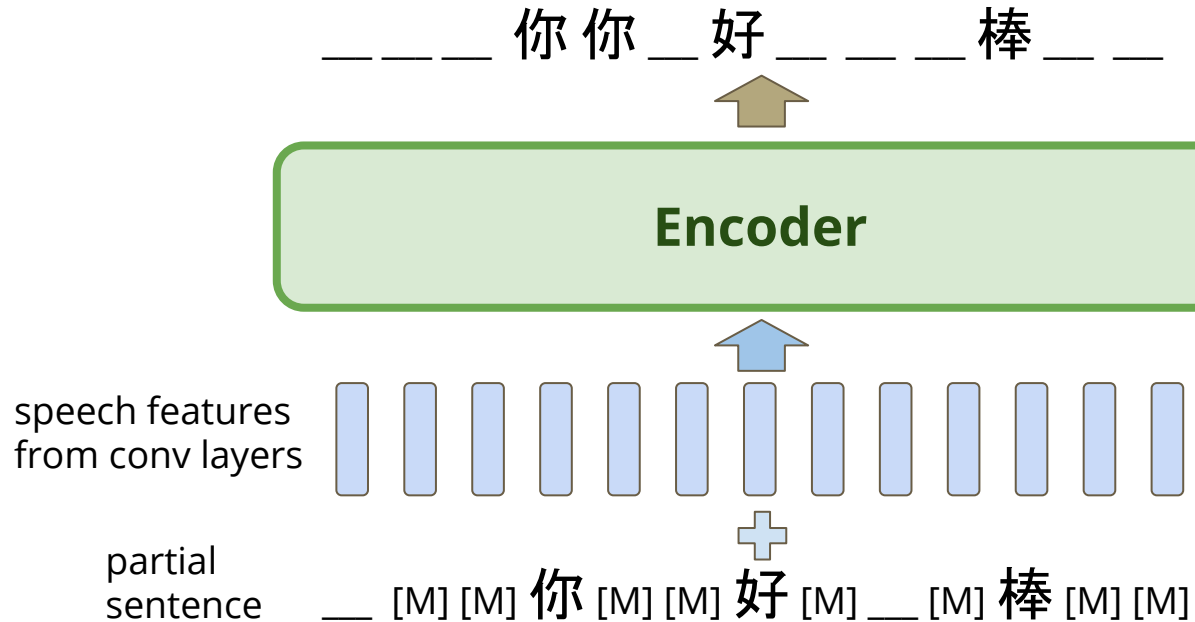 __ __ __ 你 你 __ 好 __ __ __ 棒 __ __
Encoder
speech features
from conv layers
partial
sentence
__ [M] [M] 你 [M] [M] 好 [M] __ [M] 棒 [M] [M]